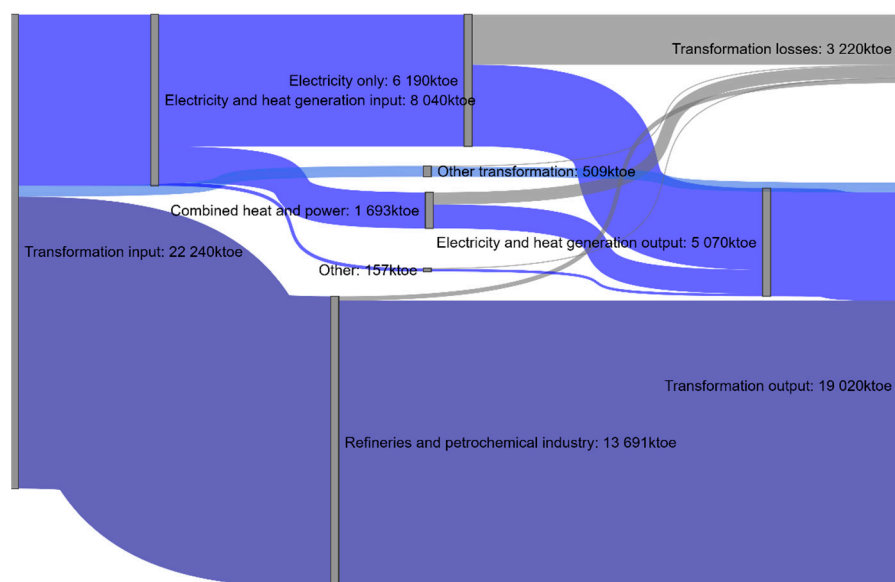 Transformation losses: 3 220ktoe
Electricity only: 6 190ktoe
Electricity and heat generation input: 8 040ktoe
Other transformation: 509ktoe
Combined heat and power: 1 693ktoe
Electricity and heat generation output: 5 070ktoe
Transformation input: 22 240ktoe
Other: 157ktoe
Transformation output: 19 020ktoe
Refineries and petrochemical industry: 13 691ktoe